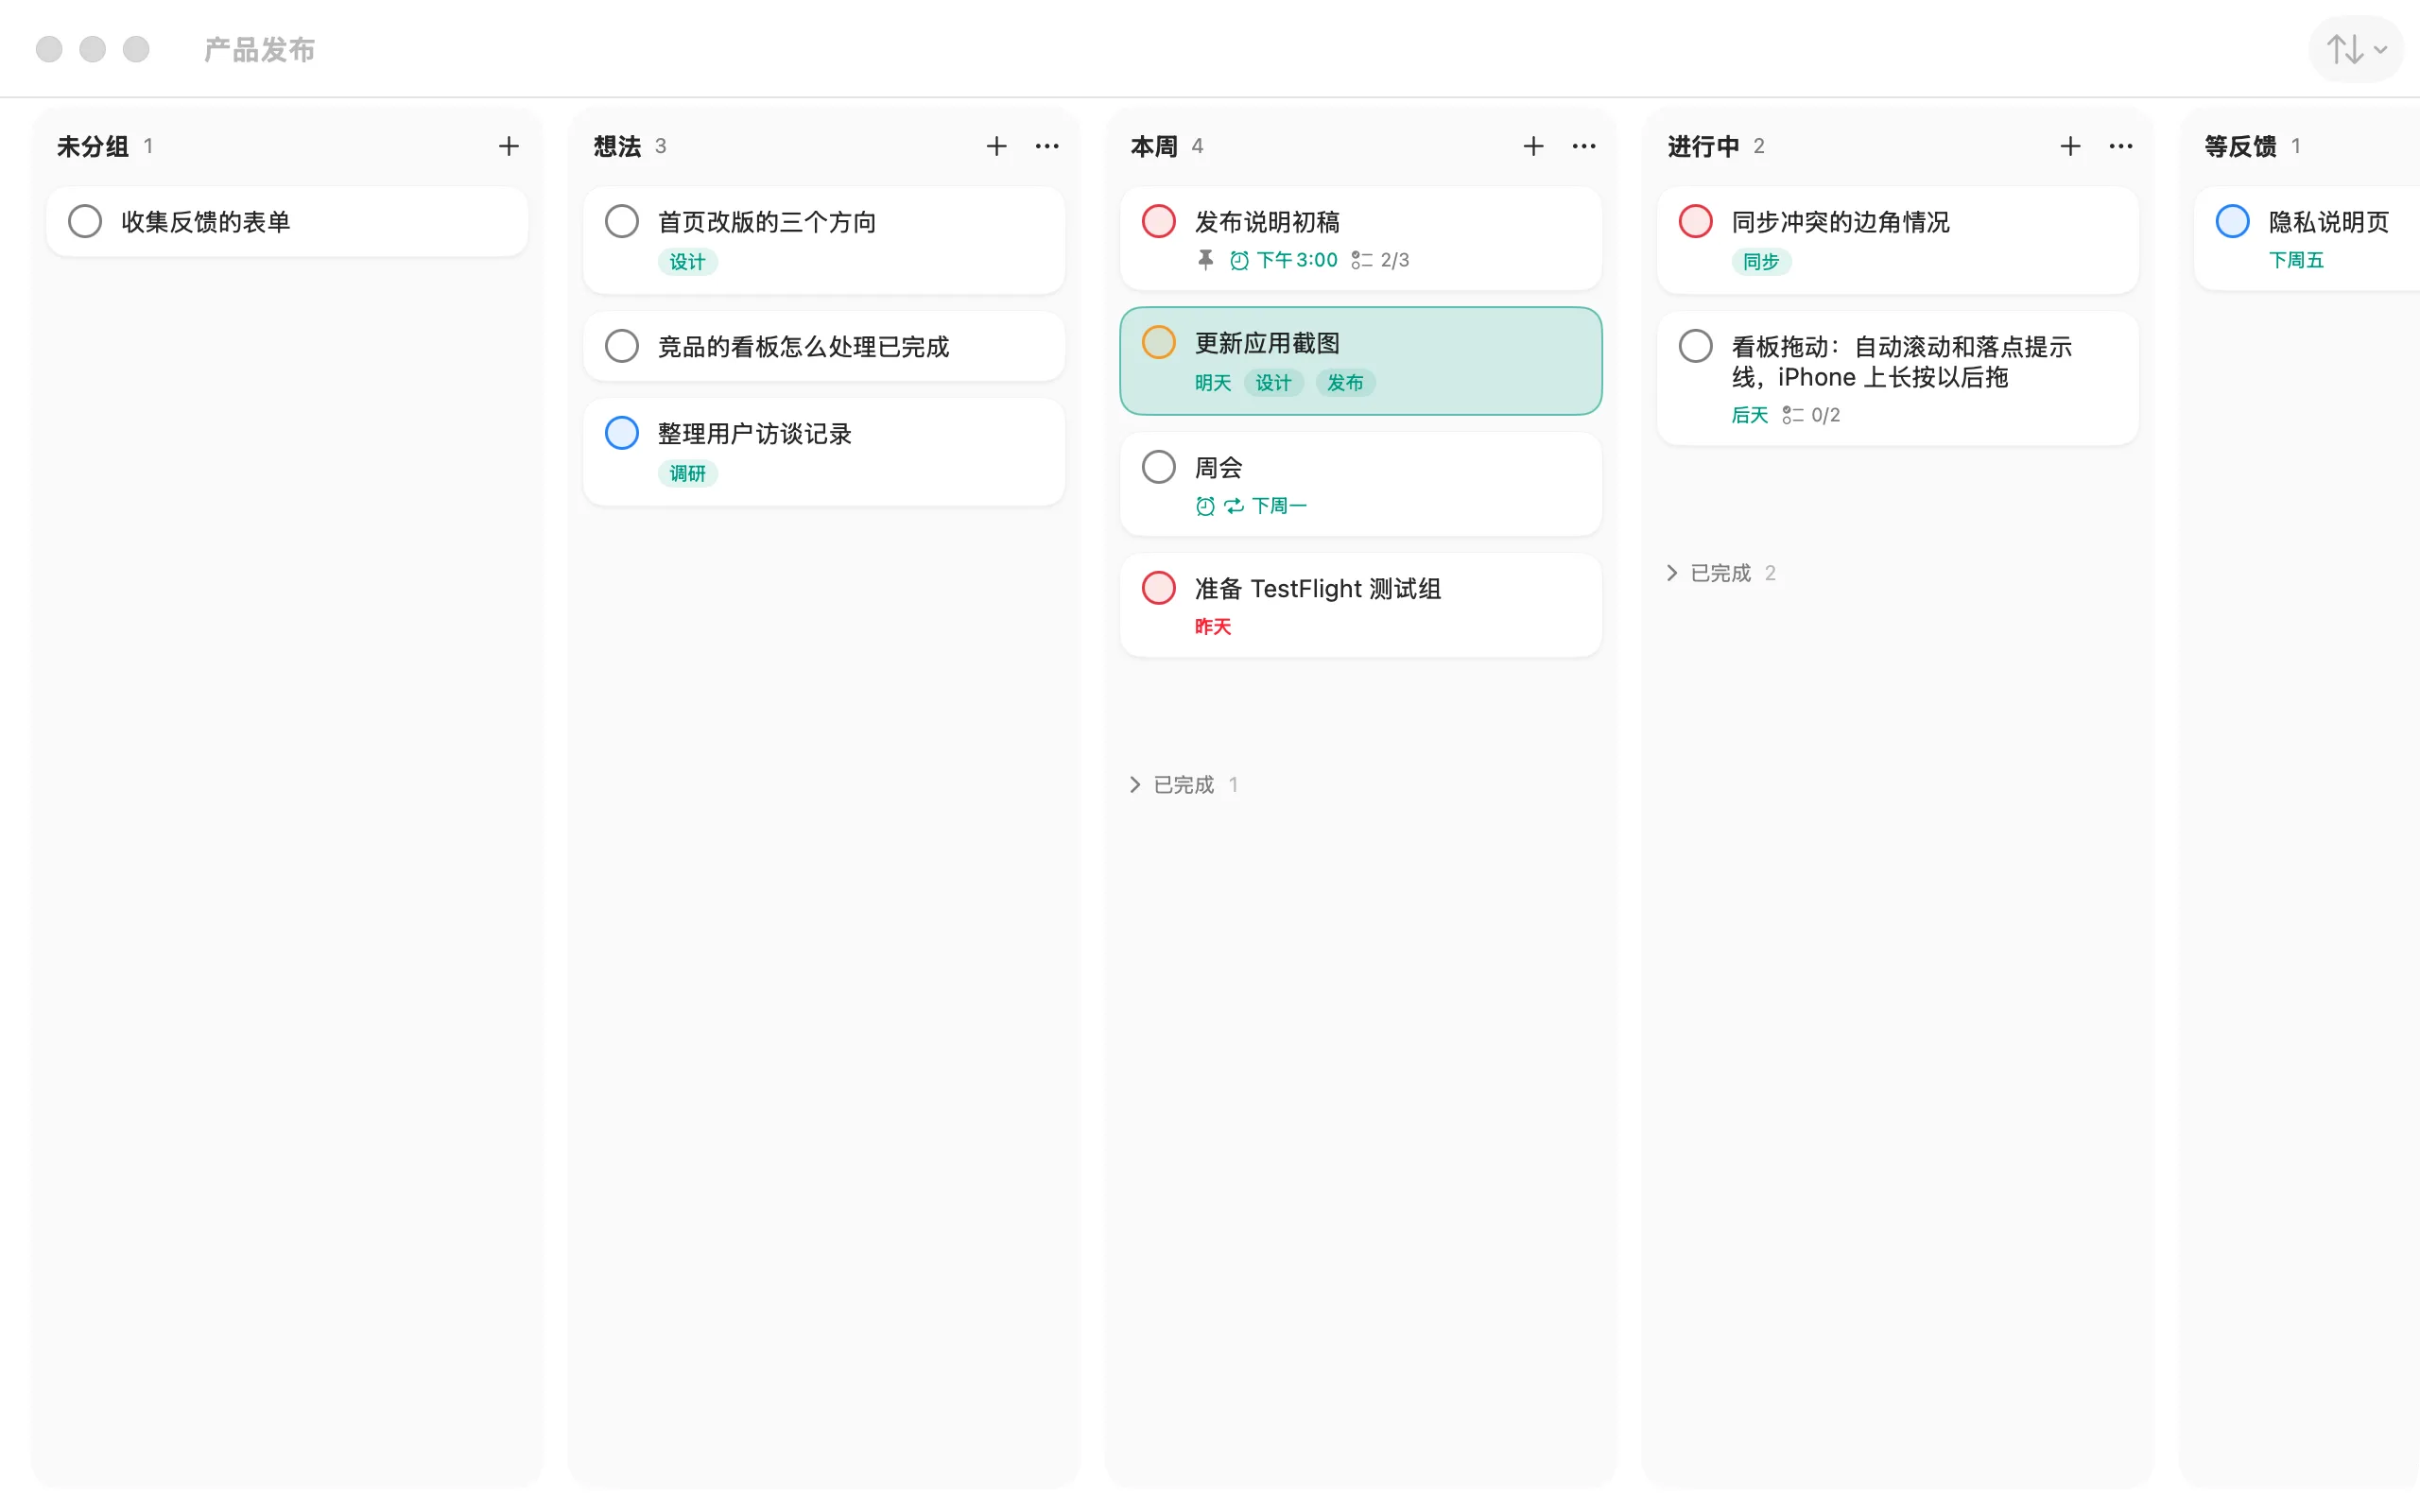 产品发布
未分组 1
收集反馈的表单
想法 3
首页改版的三个方向
设计
竞品的看板怎么处理已完成
整理用户访谈记录
调研
本周 4
发布说明初稿
下午3:00 2/3
更新应用截图
明天 设计 发布
周会
下周一
准备 TestFlight 测试组
昨天
已完成 1
进行中 2
同步冲突的边角情况
同步
看板拖动：自动滚动和落点提示
线，iPhone 上长按以后拖
后天 0/2
已完成 2
等反馈 1
隐私说明页
下周五